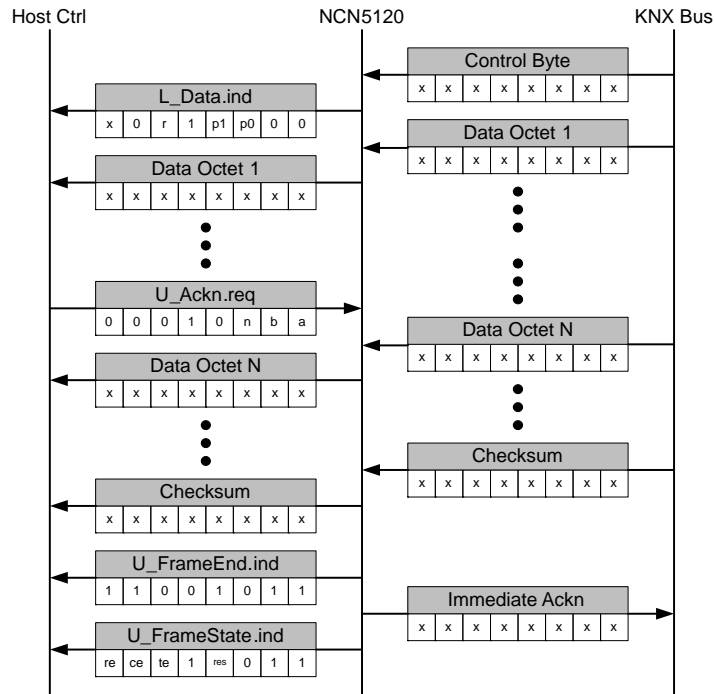 Host Ctrl NCN5120 KNX Bus
Control Byte
x x x x x x x x
L_Data.ind
x 0 r 1 p1 p0 0 0
Data Octet 1
x x x x x x x x
Data Octet 1
x x x x x x x x
U_Ackn.req
0 0 0 1 0 n b a
Data Octet N
x x x x x x x x
Data Octet N
x x x x x x x x
Checksum
x x x x x x x x
Checksum
x x x x x x x x
U_FrameEnd.ind
1 1 0 0 1 0 1 1
Immediate Ackn
x x x x x x x x
U_FrameState.ind
re ce te 1 res 0 1 1